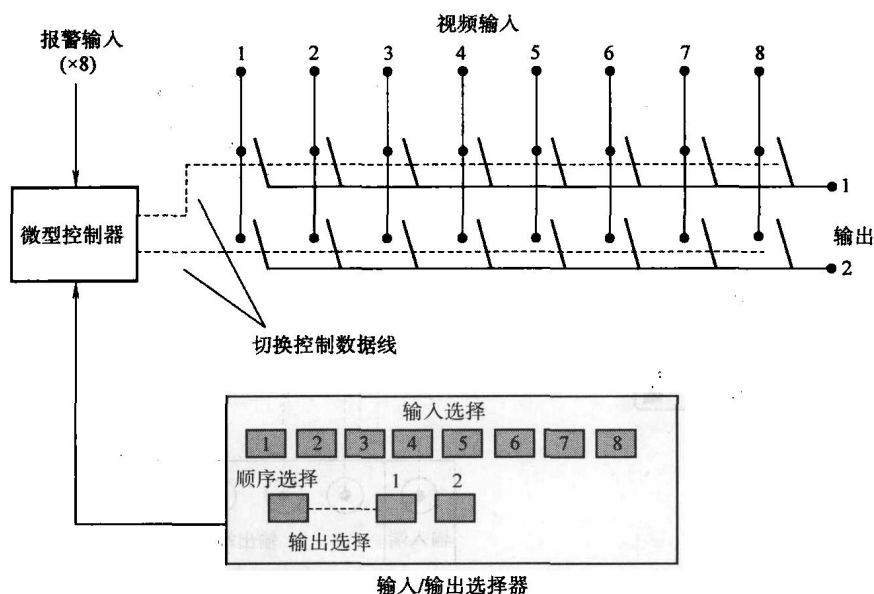 视频输入
报警输入
(×8)
1 2 3 4 5 6 7 8
1
微型控制器
输出
2
切换控制数据线
输入选择
1 2 3 4 5 6 7 8
顺序选择 1 2
输出选择
输入/输出选择器